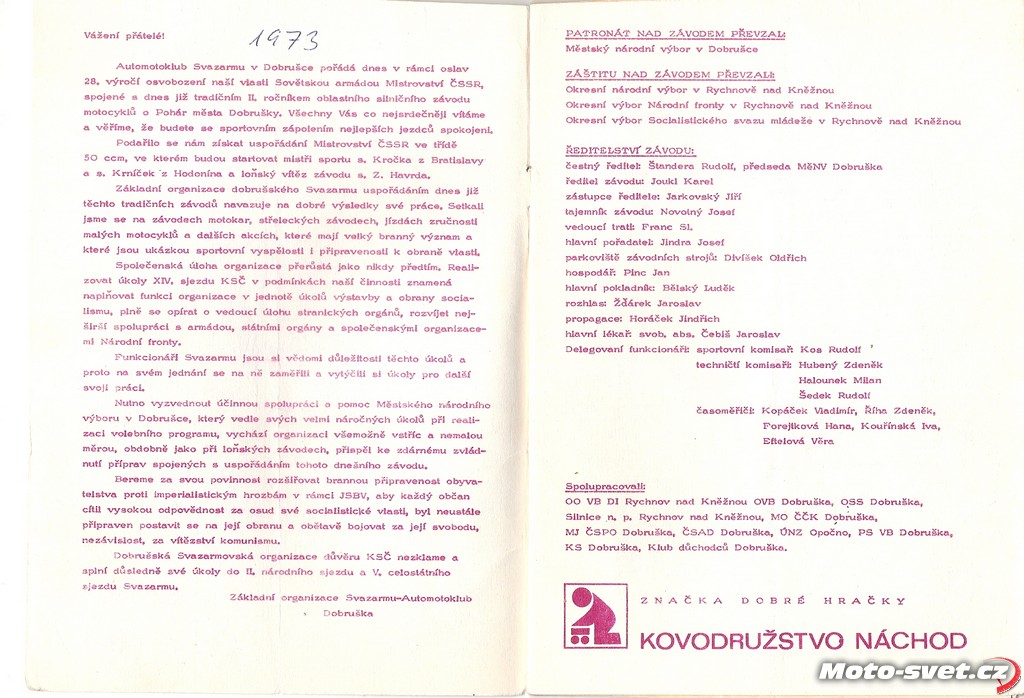 Vážení přátelé!
1973
Automotoklub Svazarmu v Dobrušce pořádá dnes v rámci oslav
28. výročí osvobození naší vlasti Sovětskou armádou Mistrovství ČSSR,
spojené s dnes již tradičním II. ročníkem oblastního silničního závodu
motocyklů o Pohár města Dobrušky. Všechny Vás co nejsrdečněji vítáme
a věříme, že budete se sportovním zápolením nejlepších jezdců spokojeni.
Podařilo se nám získat uspořádání Mistrovství ČSSR ve třídě
50 ccm, ve kterém budou startovat mistři sportu s. Kročka z Bratislavy
a s. Krníček z Hodonína a loňský vítěz závodu s. Z. Havrda.
Základní organizace dobrušského Svazarmu uspořádáním dnes již
těchto tradičních závodů navazuje na dobré výsledky své práce. Setkali
jsme se na závodech motokar, střeleckých závodech, jízdách zručnosti
malých motocyklů a dalších akcích, které mají velký branný význam a
které jsou ukázkou sportovní vyspělosti i připravenosti k obraně vlasti.
Společenská úloha organizace přerůstá jako nikdy předtím. Reali-
zovat úkoly XIV. sjezdu KSČ v podmínkách naší činnosti znamená
naplňovat funkci organizace v jednotě úkolů výstavby a obrany socia-
lismu, plně se opírat o vedoucí úlohu stranických orgánů, rozvíjet nej-
širší spolupráci s armádou, státními orgány a společenskými organizace-
mi Národní fronty.
Funkcionáři Svazarmu jsou si vědomi důležitosti těchto úkolů a
proto na svém jednání se na ně zaměřili a vytýčili si úkoly pro další
svoji práci.
Nutno vyzvednout účinnou spolupráci a pomoc Městského národního
výboru v Dobrušce, který vedle svých velmi náročných úkolů při reali-
zaci volebního programu, vychází organizaci všemožně vstříc a nemalou
měrou, obdobně jako při loňských závodech, přispěl ke zdárnému zvlád-
nutí příprav spojených s uspořádáním tohoto dnešního závodu.
Bereme za svou povinnost rozšiřovat brannou připravenost obyva-
telstva proti imperialistickým hrozbám v rámci JSBV, aby každý občan
cítil vysokou odpovědnost za osud své socialistické vlasti, byl neustále
připraven postavit se na její obranu a obětavě bojovat za její svobodu,
nezávislost, za vítězství komunismu.
Dobrušská Svazarmovská organizace důvěru KSČ nezklame a
splní důsledně své úkoly do II. národního sjezdu a V. celostátního
sjezdu Svazarmu.
Základní organizace Svazarmu-Automotoklub
Dobruška
PATRONÁT NAD ZÁVODEM PŘEVZAL:
Městský národní výbor v Dobrušce
ZÁŠTITU NAD ZÁVODEM PŘEVZALI:
Okresní národní výbor v Rychnově nad Kněžnou
Okresní výbor Národní fronty v Rychnově nad Kněžnou
Okresní výbor Socialistického svazu mládeže v Rychnově nad Kněžnou
ŘEDITELSTVÍ ZÁVODU:
čestný ředitel: Štandera Rudolf, předseda MěNV Dobruška
ředitel závodu: Joukl Karel
zástupce ředitele: Jarkovský Jiří
tajemník závodu: Novotný Josef
vedoucí trati: Franc Sl.
hlavní pořadatel: Jindra Josef
parkoviště závodních strojů: Divíšek Oldřich
hospodář: Pinc Jan
hlavní pokladník: Bělský Luděk
rozhlas: Žďárek Jaroslav
propagace: Horáček Jindřich
hlavní lékař: svob. abs. Čebiš Jaroslav
Delegovaní funkcionáři: sportovní komisař: Kos Rudolf
techničtí komisaři: Hubený Zdeněk
Halounek Milan
Šedek Rudolf
časoměřiči: Kopáček Vladimír, Říha Zdeněk,
Forejtková Hana, Kouřínská Iva,
Eftelová Věra
Spolupracovali:
OO VB DI Rychnov nad Kněžnou OVB Dobruška, OSS Dobruška,
Silnice n. p. Rychnov nad Kněžnou, MO ČČK Dobruška,
MJ ČSPO Dobruška, ČSAD Dobruška, ÚNZ Opočno, PS VB Dobruška,
KS Dobruška, Klub důchodců Dobruška.
ZNAČKA DOBRÉ HRAČKY
KOVODRUŽSTVO NÁCHOD
Moto-svet.cz